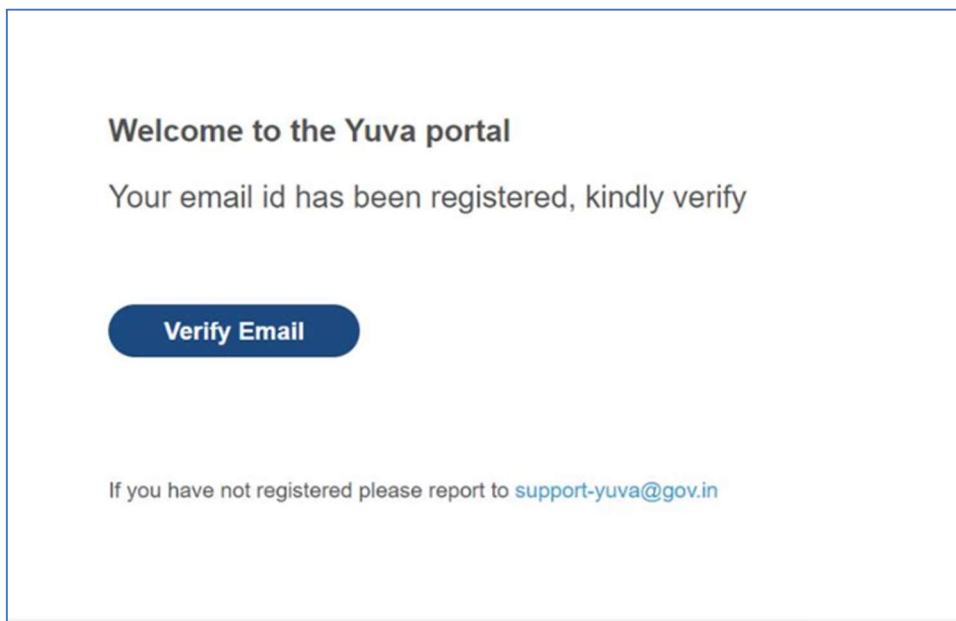 Welcome to the Yuva portal
Your email id has been registered, kindly verify
Verify Email
If you have not registered please report to support-yuva@gov.in